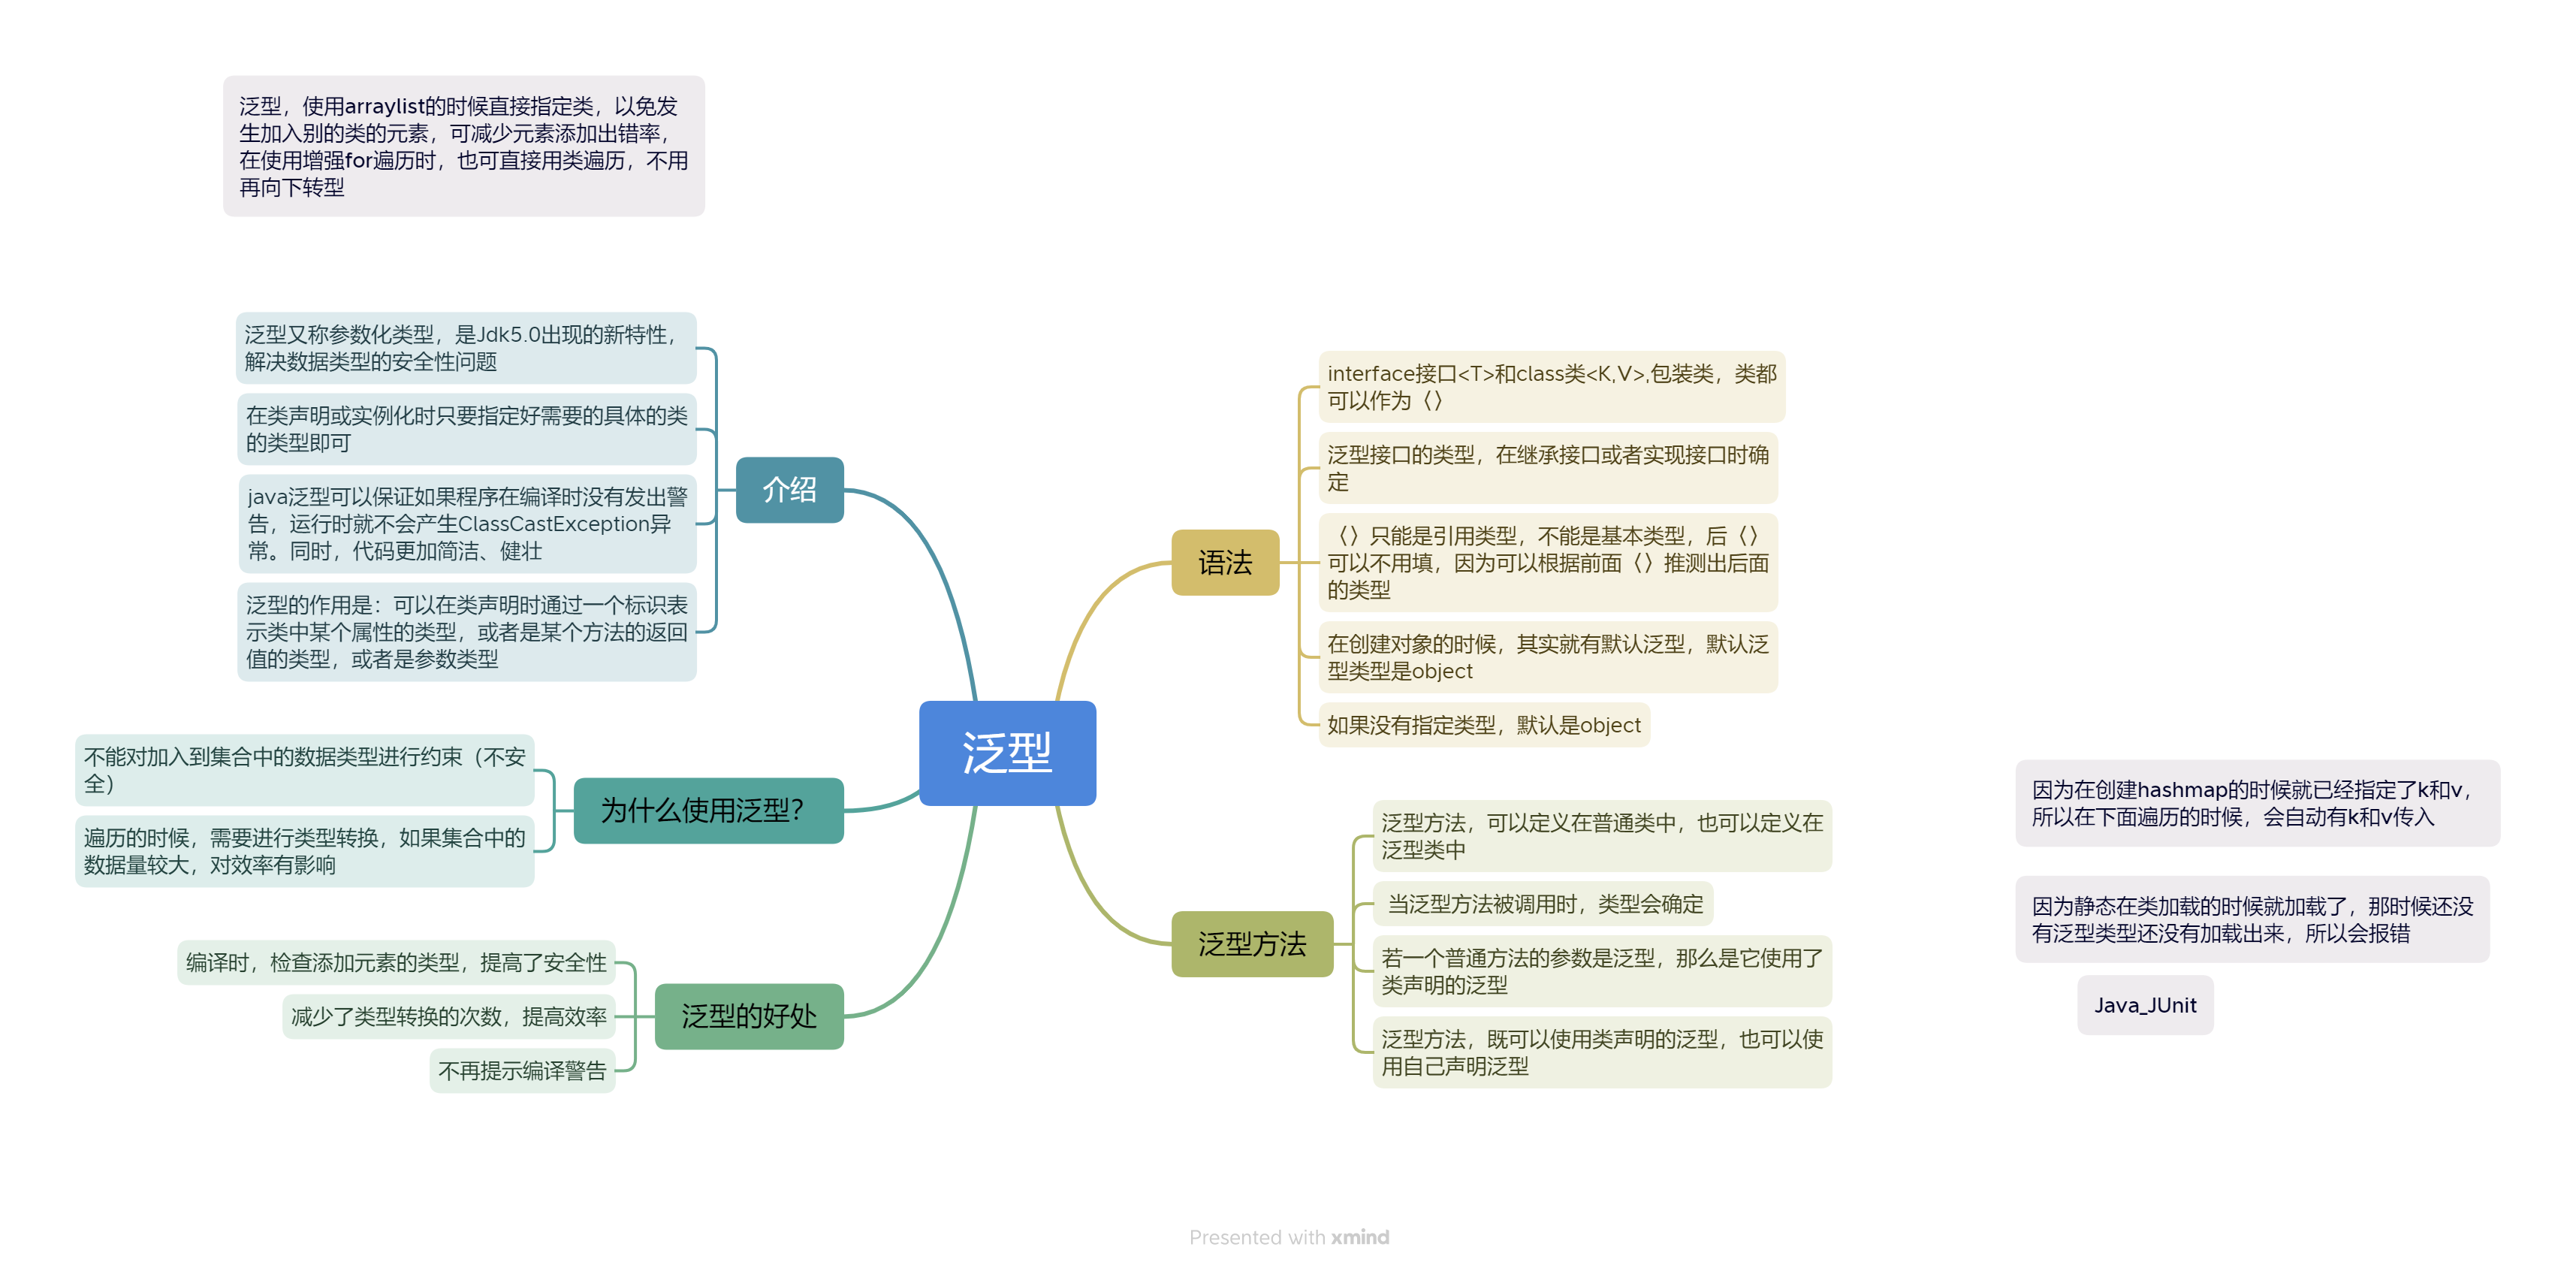 泛型，使用arraylist的时候直接指定类，以免发
生加入别的类的元素，可减少元素添加出错率，
在使用增强for遍历时，也可直接用类遍历，不用
再向下转型
泛型又称参数化类型，是Jdk5.0出现的新特性，
解决数据类型的安全性问题
在类声明或实例化时只要指定好需要的具体的类
的类型即可
java泛型可以保证如果程序在编译时没有发出警
告，运行时就不会产生ClassCastException异
常。同时，代码更加简洁、健壮
泛型的作用是：可以在类声明时通过一个标识表
示类中某个属性的类型，或者是某个方法的返回
值的类型，或者是参数类型
介绍
不能对加入到集合中的数据类型进行约束（不安
全）
遍历的时候，需要进行类型转换，如果集合中的
数据量较大，对效率有影响
为什么使用泛型？
编译时，检查添加元素的类型，提高了安全性
减少了类型转换的次数，提高效率
不再提示编译警告
泛型的好处
泛型
语法
interface接口<T>和class类<K,V>,包装类，类都
可以作为〈〉
泛型接口的类型，在继承接口或者实现接口时确
定
〈〉只能是引用类型，不能是基本类型，后〈〉
可以不用填，因为可以根据前面〈〉推测出后面
的类型
在创建对象的时候，其实就有默认泛型，默认泛
型类型是object
如果没有指定类型，默认是object
泛型方法
泛型方法，可以定义在普通类中，也可以定义在
泛型类中
当泛型方法被调用时，类型会确定
若一个普通方法的参数是泛型，那么是它使用了
类声明的泛型
泛型方法，既可以使用类声明的泛型，也可以使
用自己声明泛型
因为在创建hashmap的时候就已经指定了k和v，
所以在下面遍历的时候，会自动有k和v传入
因为静态在类加载的时候就加载了，那时候还没
有泛型类型还没有加载出来，所以会报错
Java_JUnit
Presented with xmind